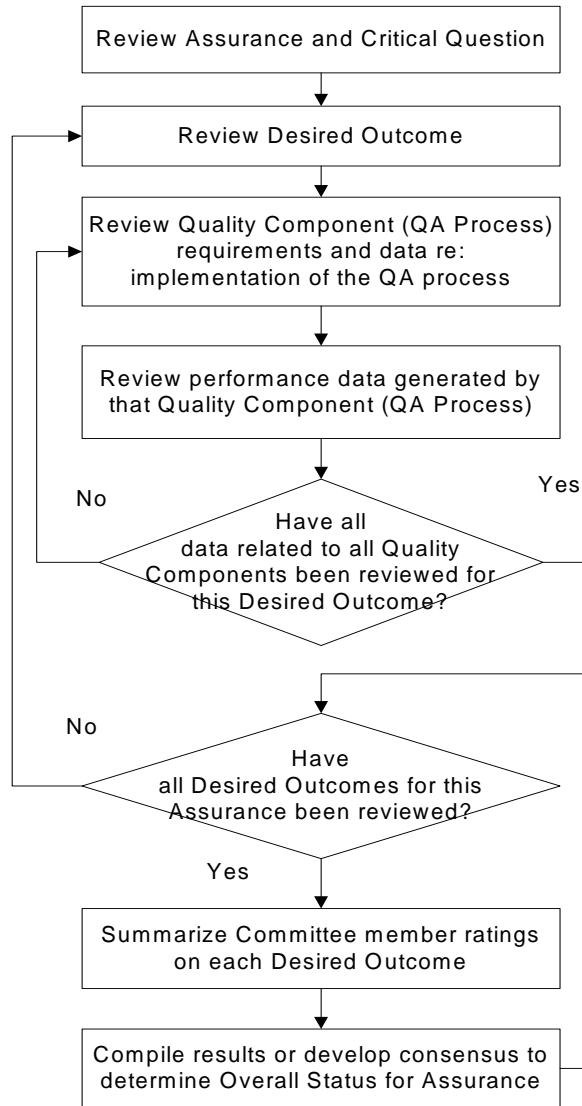 Review Assurance and Critical Question
Review Desired Outcome
Review Quality Component (QA Process)
requirements and data re:
implementation of the QA process
Review performance data generated by
that Quality Component (QA Process)
No
Yes
Have all
data related to all Quality
Components been reviewed for
this Desired Outcome?
No
Have
all Desired Outcomes for this
Assurance been reviewed?
Yes
Summarize Committee member ratings
on each Desired Outcome
Compile results or develop consensus to
determine Overall Status for Assurance